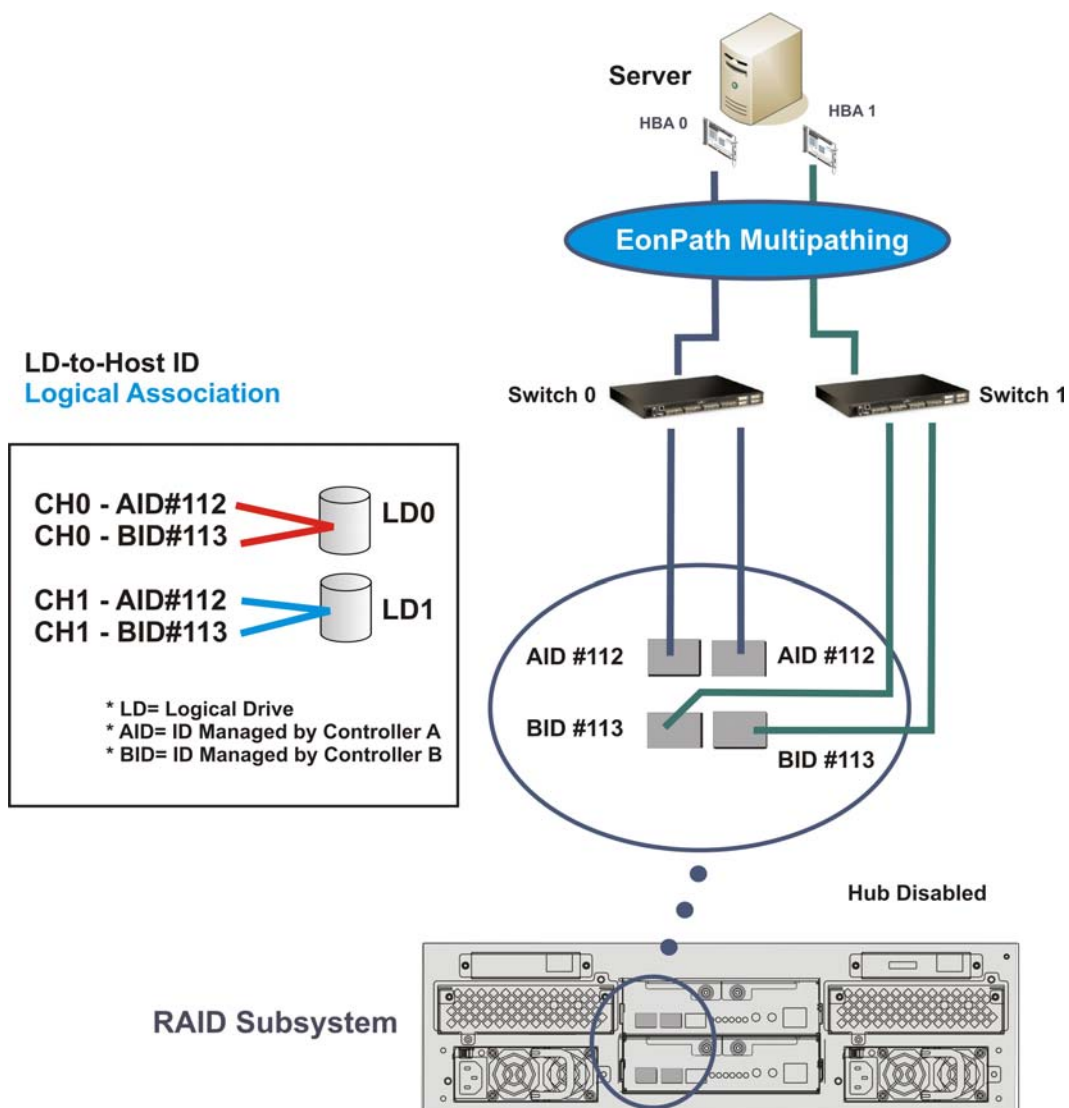 Server
HBA 0
HBA 1
EonPath Multipathing
LD-to-Host ID
Logical Association
Switch 0
Switch 1
CH0 - AID#112
CH0 - BID#113
LD0
CH1 - AID#112
CH1 - BID#113
LD1
* LD= Logical Drive
* AID= ID Managed by Controller A
* BID= ID Managed by Controller B
AID #112
AID #112
BID #113
BID #113
Hub Disabled
RAID Subsystem